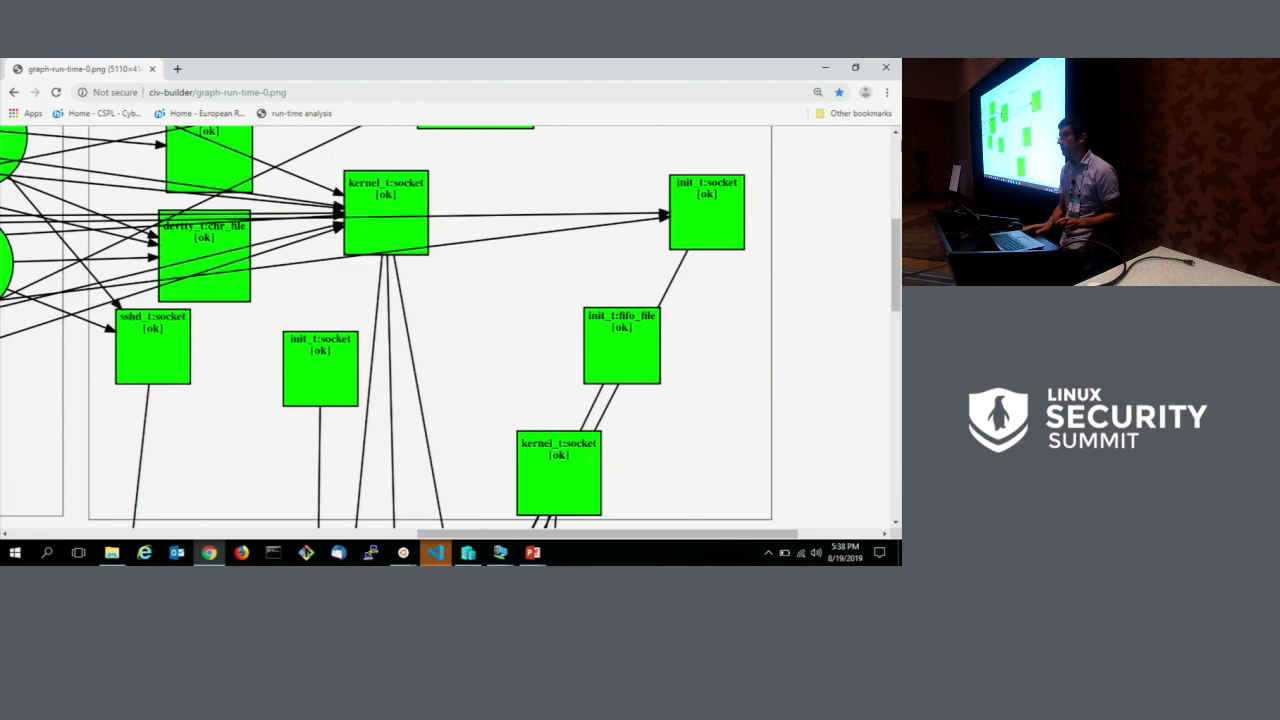 graph-run-time-0.png (5110×41
Not secure
civ-builder/graph-run-time-0.png
Apps
Home - CSPL - Cyb...
Home - European R...
run-time analysis
Other bookmarks
[ok]
kernel_t:socket
[ok]
init_t:socket
[ok]
devtty_t:chr_file
[ok]
sshd_t:socket
[ok]
init_t:socket
[ok]
init_t:fifo_file
[ok]
kernel_t:socket
[ok]
5:38 PM
8/19/2019
LINUX
SECURITY
SUMMIT